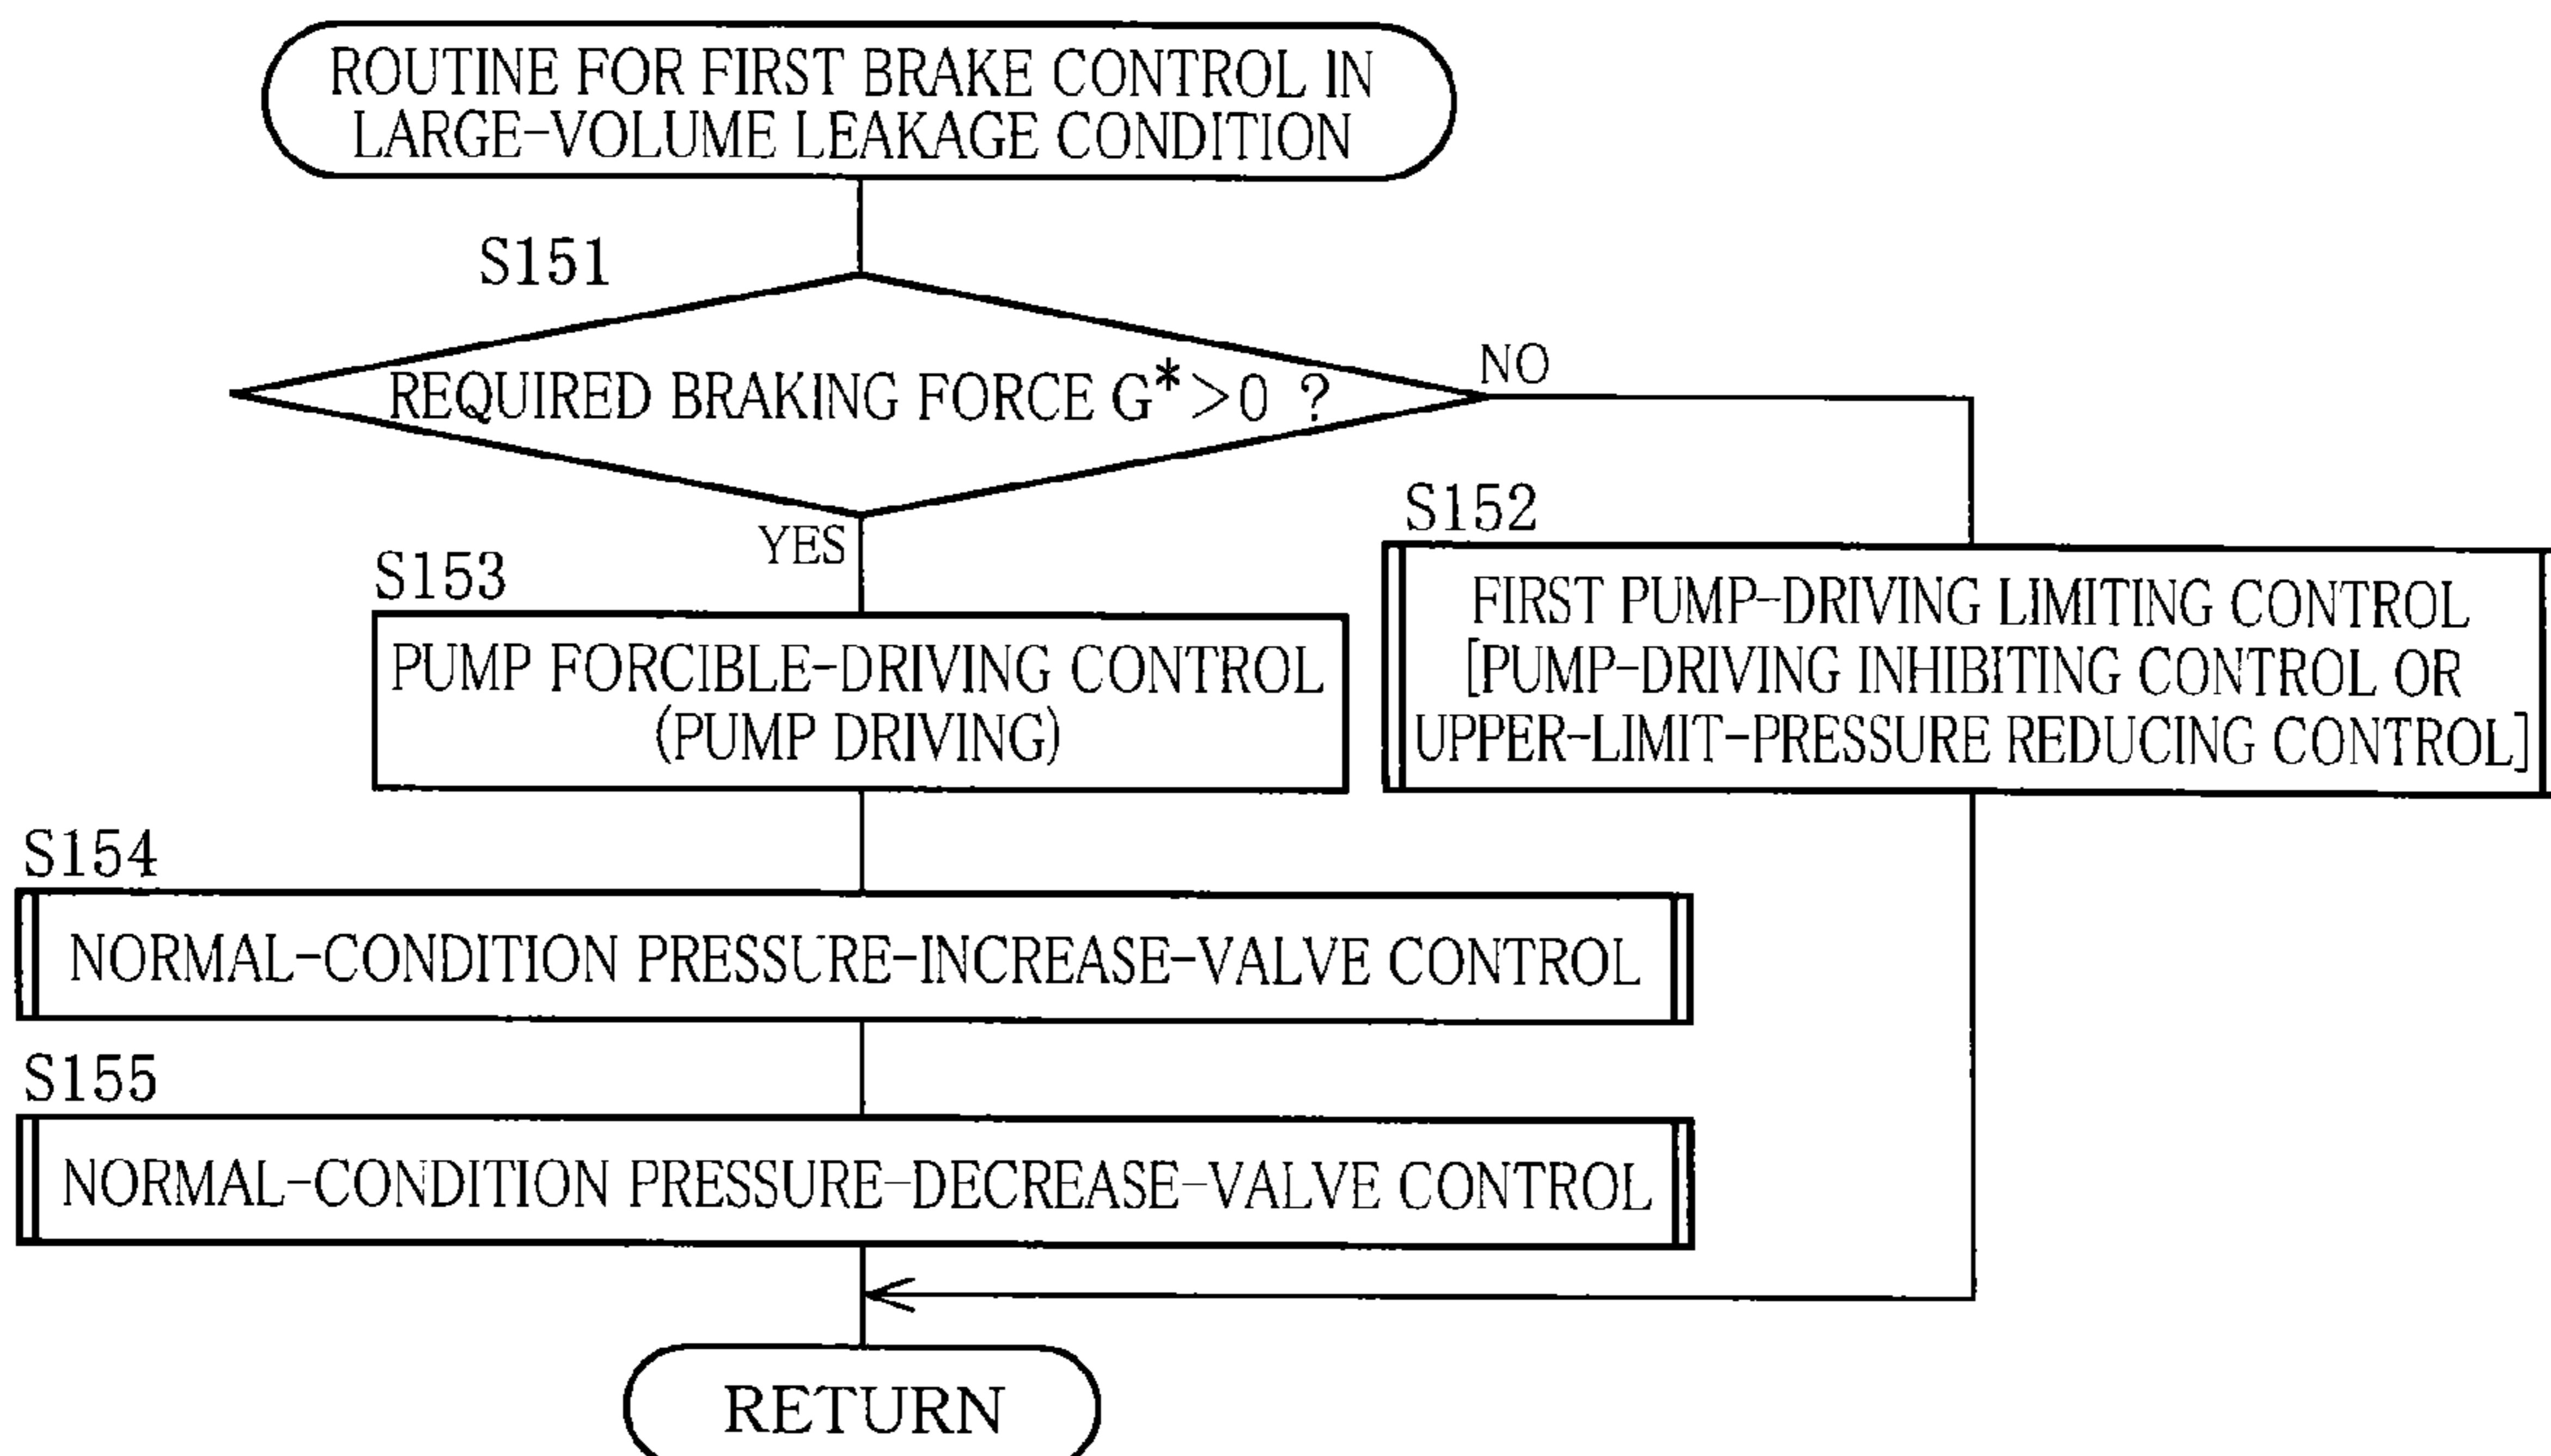 ROUTINE FOR FIRST BRAKE CONTROL IN
LARGE-VOLUME LEAKAGE CONDITION
S151
REQUIRED BRAKING FORCE G*>0 ?
NO
YES
S152
FIRST PUMP-DRIVING LIMITING CONTROL
[PUMP-DRIVING INHIBITING CONTROL OR
UPPER-LIMIT-PRESSURE REDUCING CONTROL]
S153
PUMP FORCIBLE-DRIVING CONTROL
(PUMP DRIVING)
S154
NORMAL-CONDITION PRESSURE-INCREASE-VALVE CONTROL
S155
NORMAL-CONDITION PRESSURE-DECREASE-VALVE CONTROL
RETURN